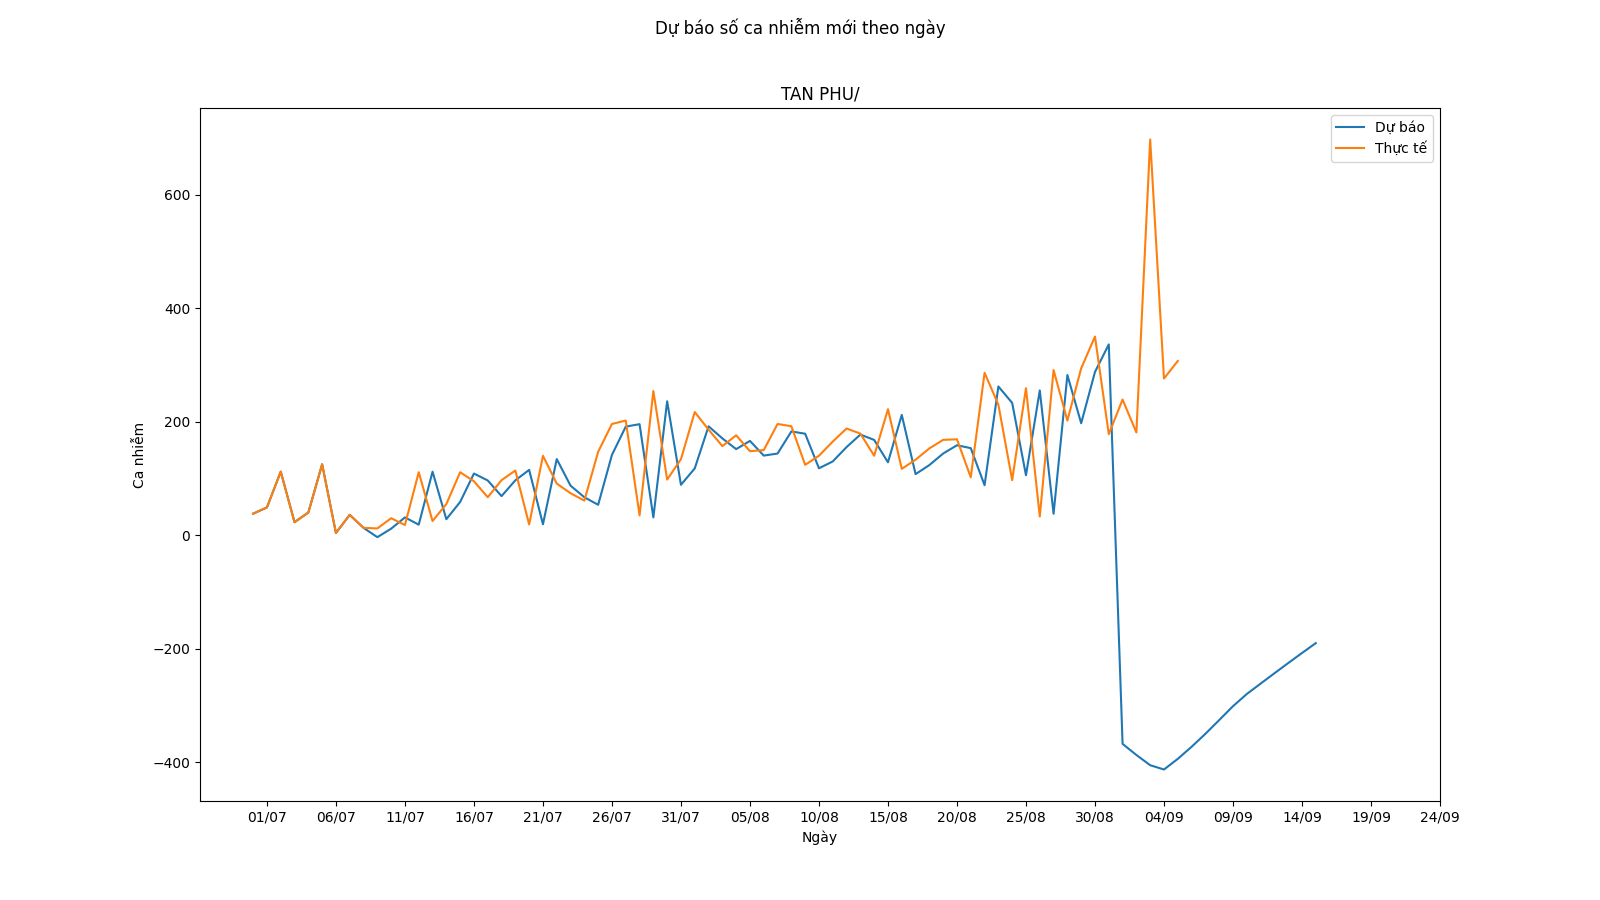 Dự báo số ca nhiễm mới theo ngày
TAN PHU/
Dự báo
Thực tế
600
400
200
0
−200
−400
Ca nhiễm
01/07 06/07 11/07 16/07 21/07 26/07 31/07 05/08 10/08 15/08 20/08 25/08 30/08 04/09 09/09 14/09 19/09 24/09
Ngày